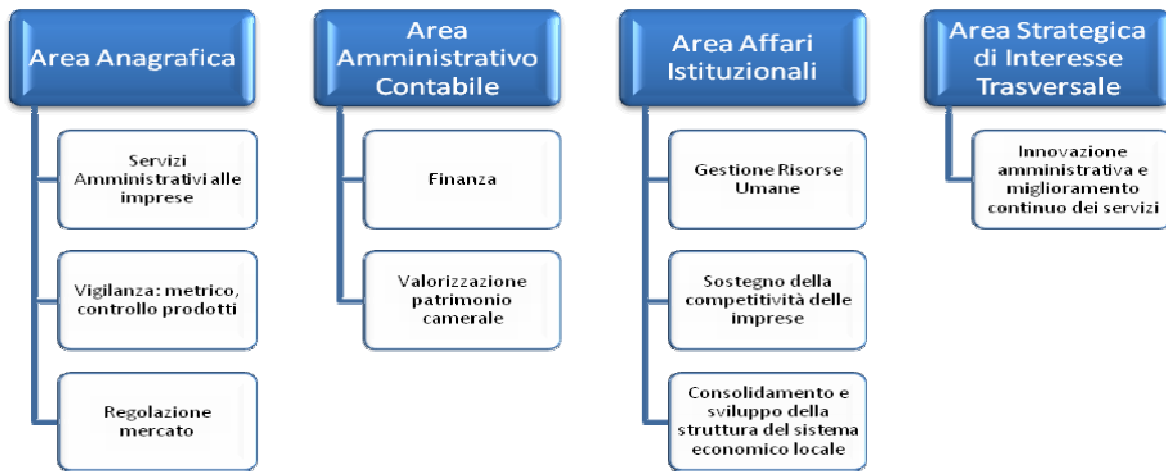 Area Anagrafica
Servizi
Amministrativi alle
imprese
Vigilanza: metrico,
controllo prodotti
Regolazione
mercato
Area
Amministrativo
Contabile
Finanza
Valorizzazione
patrimonio
camerale
Area Affari
Istituzionali
Gestione Risorse
Umane
Sostegno della
competitività delle
imprese
Consolidamento e
sviluppo della
struttura del sistema
economico locale
Area Strategica
di Interesse
Trasversale
Innovazione
amministrativa e
miglioramento
continuo dei servizi